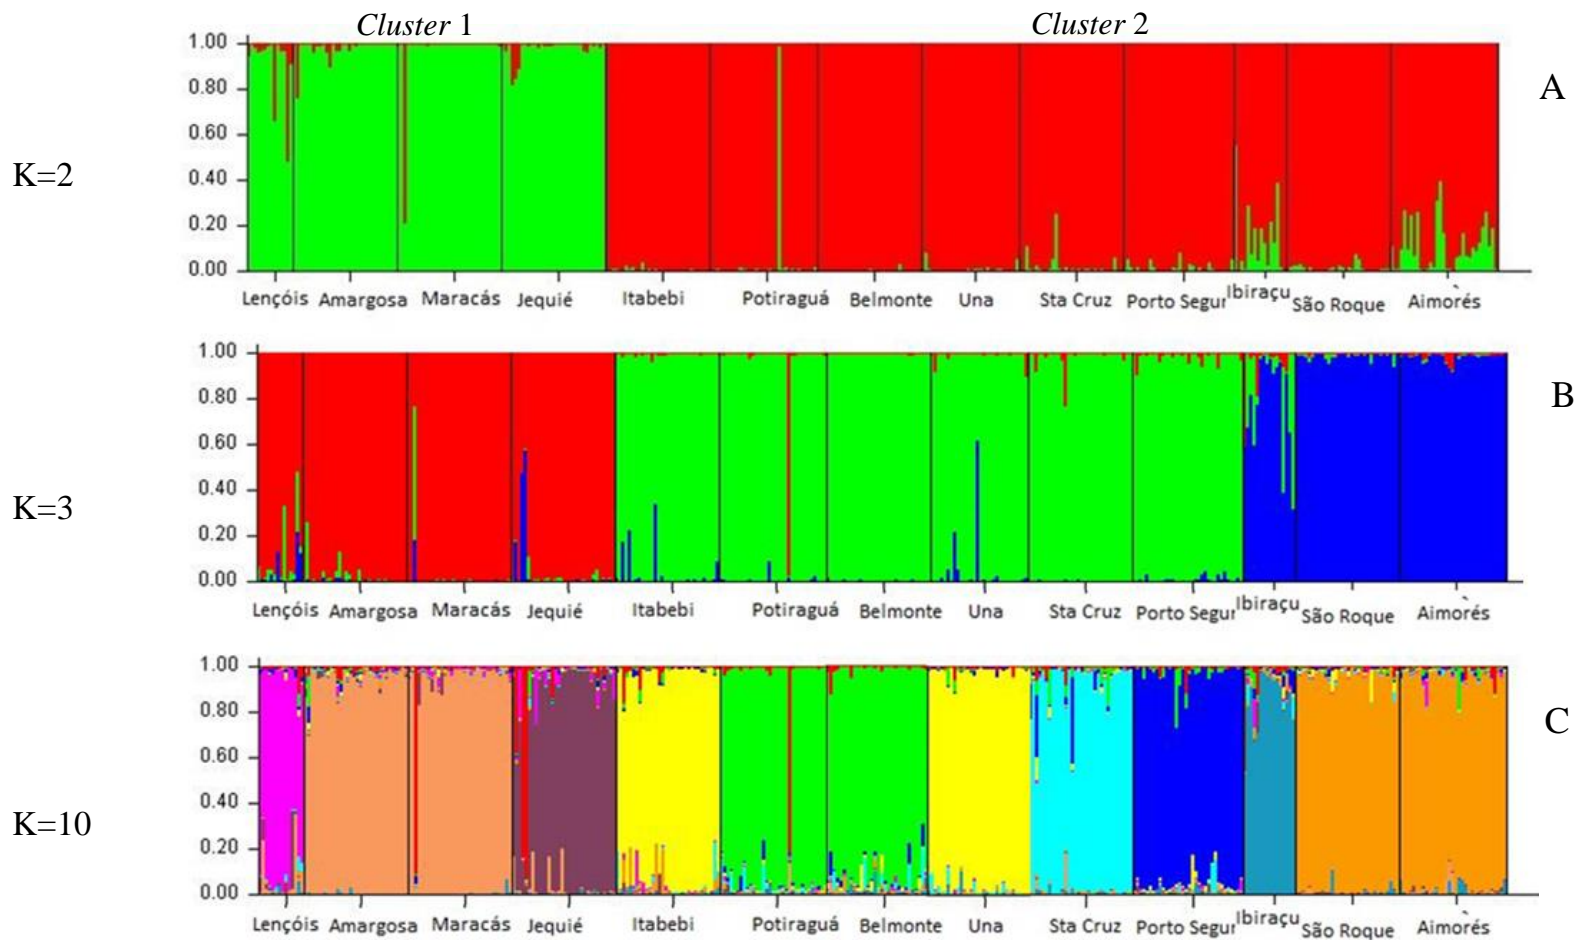 Cluster 1 Cluster 2
A
K=2
1.00
0.80
0.60
0.40
0.20
0.00
Lençóis Amargosa Maracás Jequié Itabebi Potiraguá Belmonte Una Sta Cruz Porto Segur Ibiraçu São Roque Aimorés
B
K=3
1.00
0.80
0.60
0.40
0.20
0.00
Lençóis Amargosa Maracás Jequié Itabebi Potiraguá Belmonte Una Sta Cruz Porto Segur Ibiraçu São Roque Aimorés
C
K=10
1.00
0.80
0.60
0.40
0.20
0.00
Lençóis Amargosa Maracás Jequié Itabebi Potiraguá Belmonte Una Sta Cruz Porto Segur Ibiraçu São Roque Aimorés